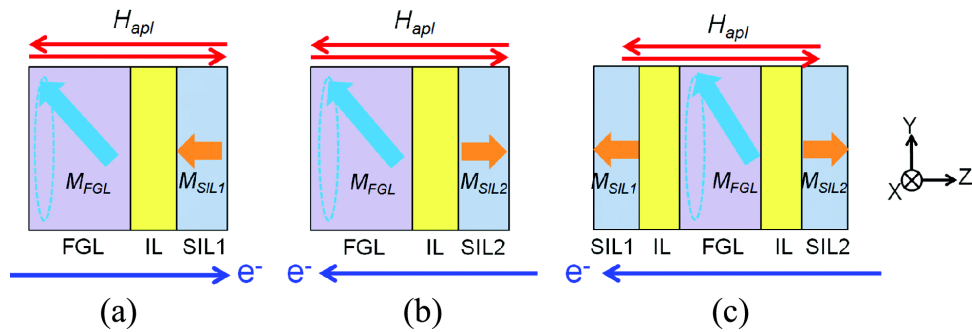 H_apl H_apl H_apl
M_FGL M_SIL1 M_FGL M_SIL2 M_SIL1 M_FGL M_SIL2
FGL IL SIL1 FGL IL SIL2 SIL1 IL FGL IL SIL2
e- e- e-
(a) (b) (c)
Y
X Z